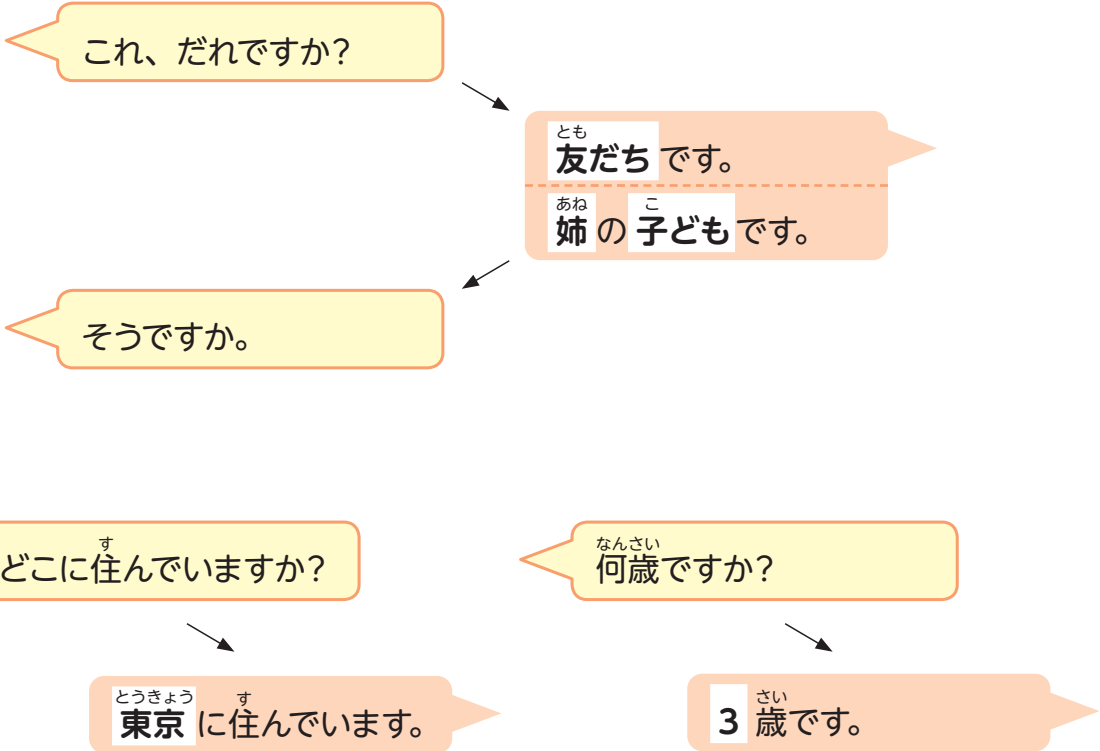 これ、だれですか?
とも
友だちです。
あね こ
姉の子どもです。
そうですか。
す
どこに住んでいますか?
とうきょう す
東京に住んでいます。
なんさい
何歳ですか?
さい
3歳です。